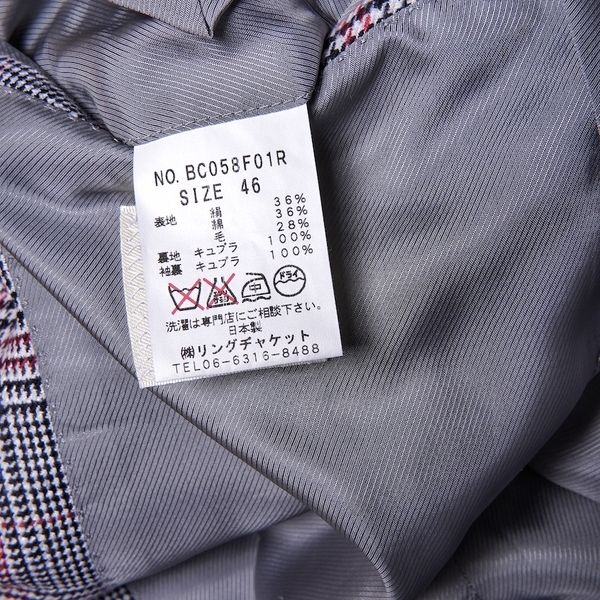 NO. BC058F01R
SIZE 46
表地 絹 36%
綿 36%
毛 28%
裏地 キュプラ 100%
袖裏 キュプラ 100%
中 ドライ
洗濯は専門店にご相談下さい。
日本製
㈱リングヂャケット
TEL06-6316-8488